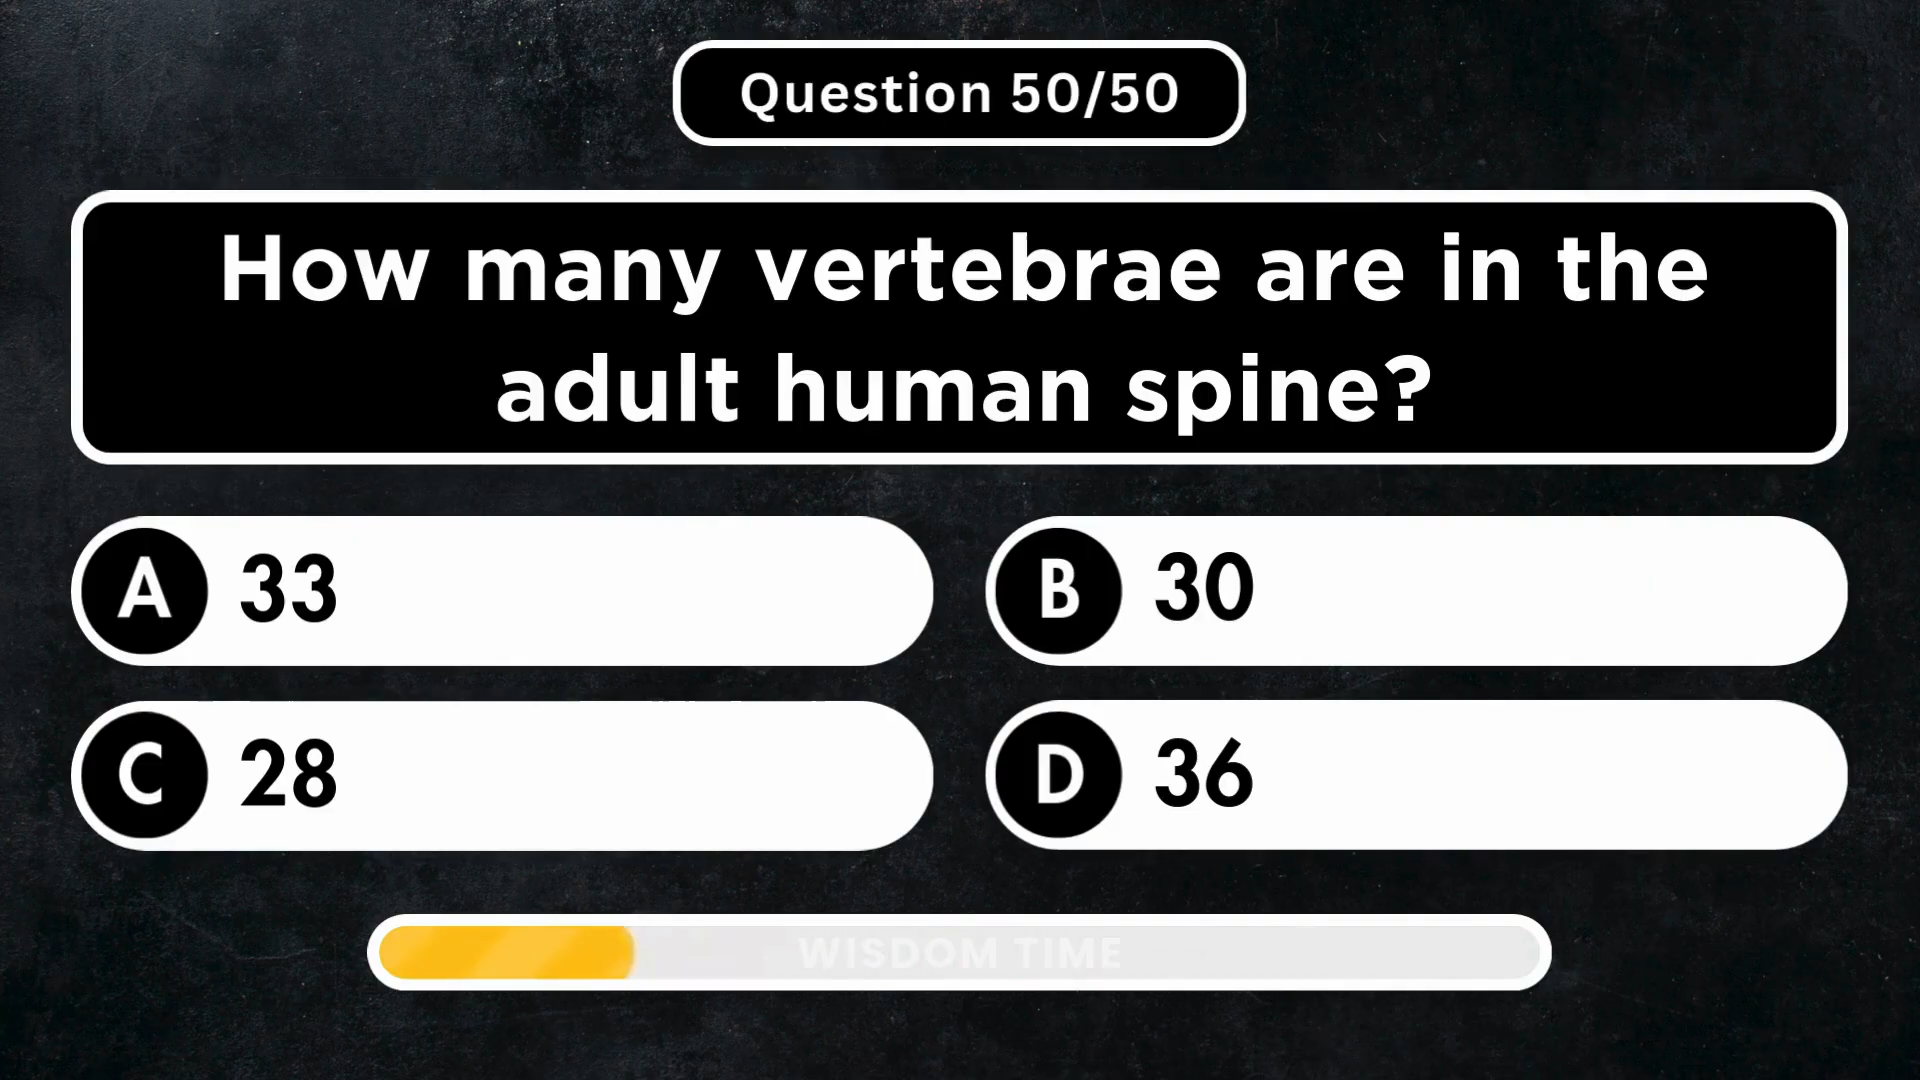 Question 50/50
How many vertebrae are in the
adult human spine?
A 33
B 30
C 28
D 36
WISDOM TIME